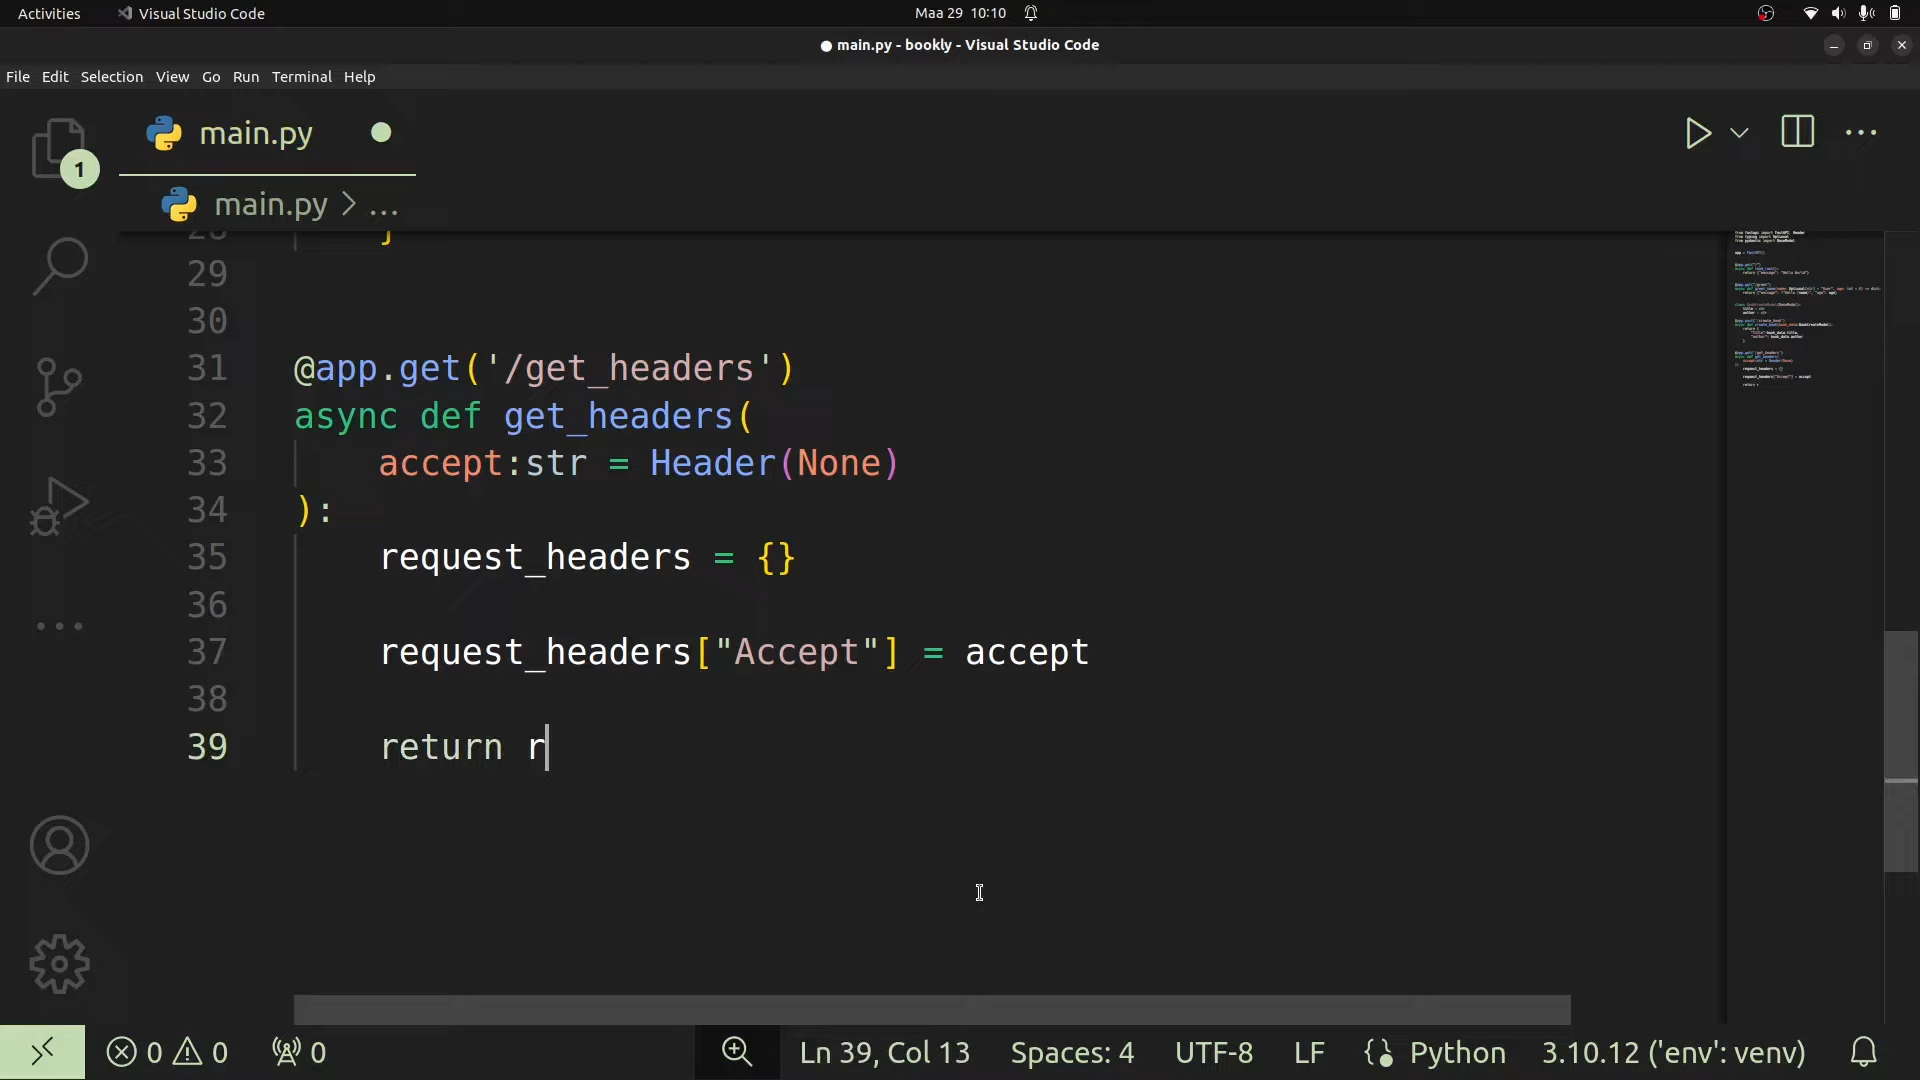 Activities Visual Studio Code Maa 29 10:10
main.py - bookly - Visual Studio Code
File Edit Selection View Go Run Terminal Help
main.py
1
main.py > ...
28 }
29
30
31 @app.get('/get_headers')
32 async def get_headers(
33 accept:str = Header(None)
34 ):
35 request_headers = {}
36
37 request_headers["Accept"] = accept
38
39 return r
0 0 0 Ln 39, Col 13 Spaces: 4 UTF-8 LF Python 3.10.12 ('env': venv)